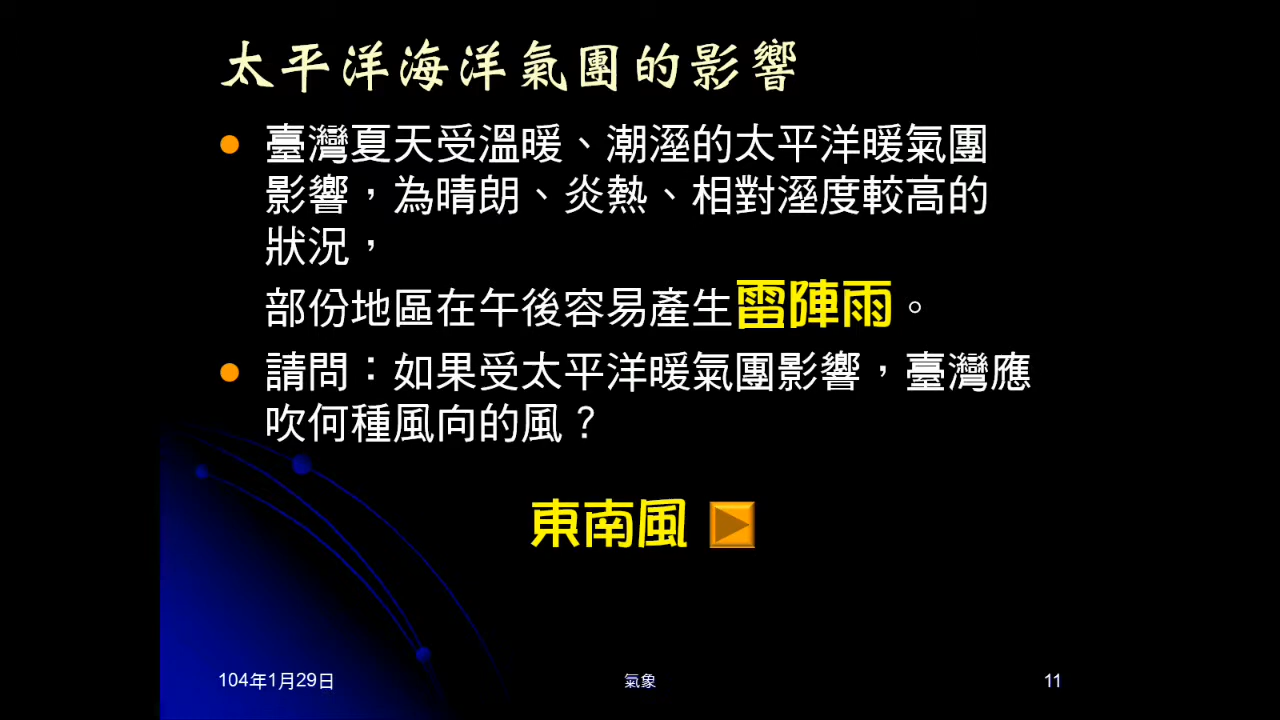 太平洋海洋氣團的影響
臺灣夏天受溫暖、潮溼的太平洋暖氣團
影響，為晴朗、炎熱、相對溼度較高的
狀況，
部份地區在午後容易產生雷陣雨。
請問：如果受太平洋暖氣團影響，臺灣應
吹何種風向的風？
東南風
104年1月29日
氣象
11